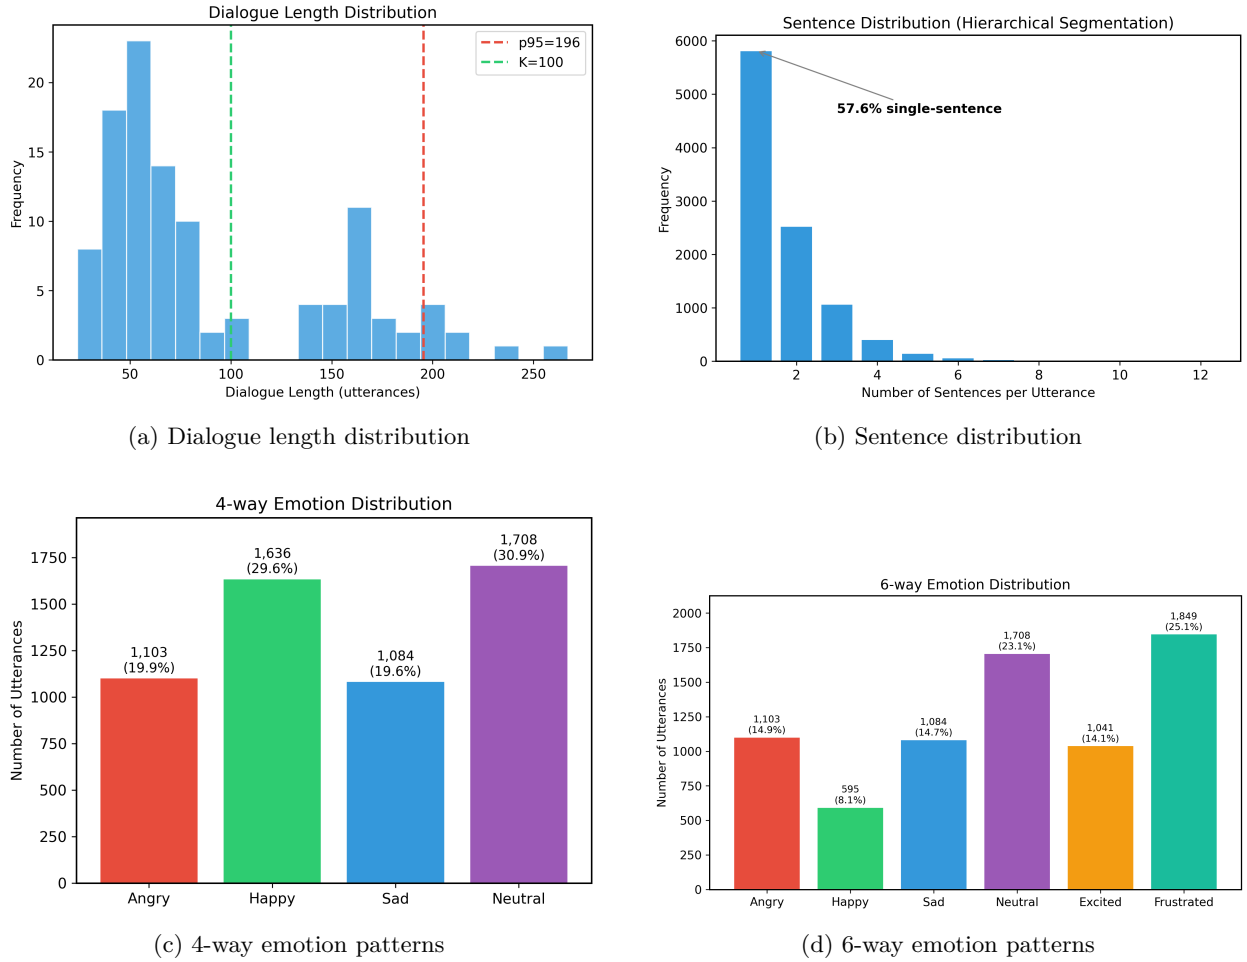 Dialogue Length Distribution
p95=196
K=100
20
15
10
5
0
Frequency
50 100 150 200 250
Dialogue Length (utterances)
(a) Dialogue length distribution
Sentence Distribution (Hierarchical Segmentation)
6000
5000
4000
3000
2000
1000
0
Frequency
57.6% single-sentence
2 4 6 8 10 12
Number of Sentences per Utterance
(b) Sentence distribution
4-way Emotion Distribution
1750
1500
1250
1000
750
500
250
0
Number of Utterances
1,103
(19.9%)
1,636
(29.6%)
1,084
(19.6%)
1,708
(30.9%)
Angry Happy Sad Neutral
(c) 4-way emotion patterns
6-way Emotion Distribution
2000
1750
1500
1250
1000
750
500
250
0
Number of Utterances
1,103
(14.9%)
595
(8.1%)
1,084
(14.7%)
1,708
(23.1%)
1,041
(14.1%)
1,849
(25.1%)
Angry Happy Sad Neutral Excited Frustrated
(d) 6-way emotion patterns